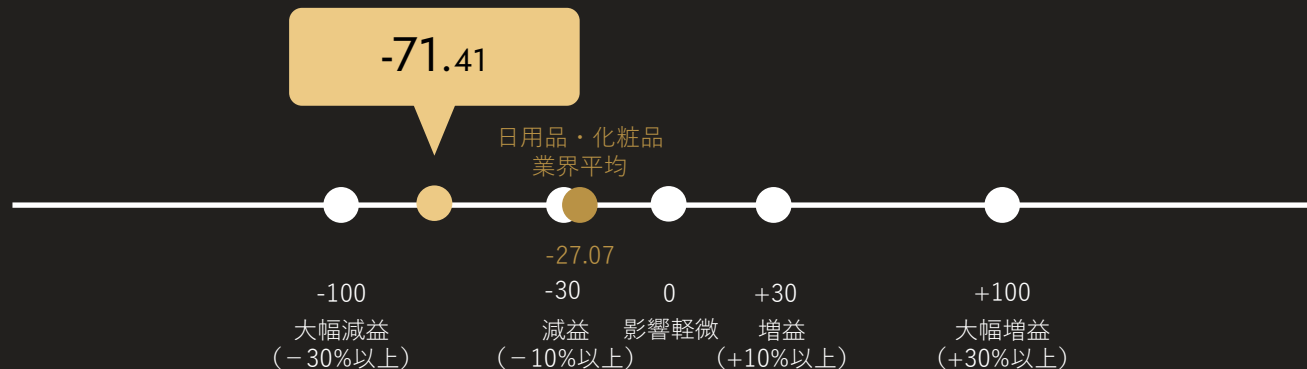 -71.41
日用品・化粧品
業界平均
-27.07
-100
-30
0
+30
+100
大幅減益
減益
影響軽微
増益
大幅増益
(－30%以上)
(－10%以上)
(+10%以上)
(+30%以上)